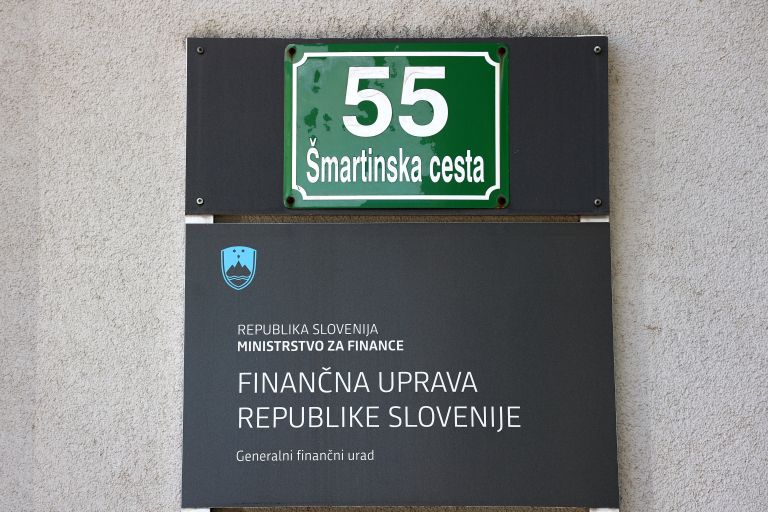 55
Šmartinska cesta
REPUBLIKA SLOVENIJA
MINISTRSTVO ZA FINANCE
FINANČNA UPRAVA
REPUBLIKE SLOVENIJE
Generalni finančni urad